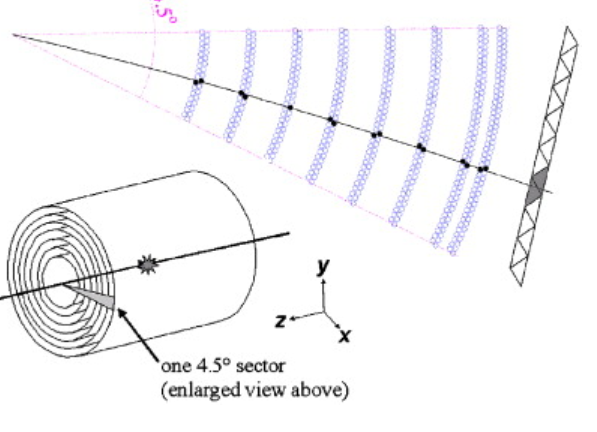 y
z
x
one 4.5° sector
(enlarged view above)